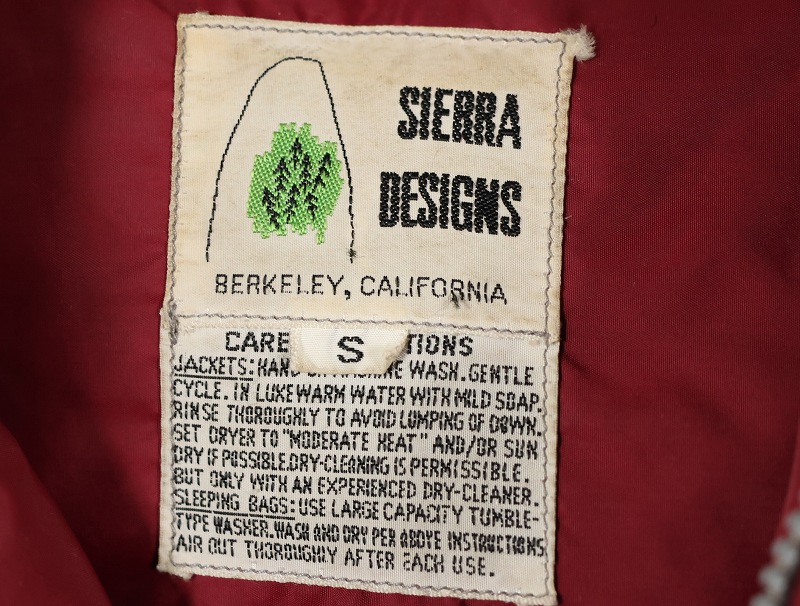 SIERRA
DESIGNS
BERKELEY, CALIFORNIA
CARE TIONS
S
JACKETS: HAND WASH. GENTLE
CYCLE. IN LUKEWARM WATER WITH MILD SOAP.
RINSE THOROUGHLY TO AVOID LUMPING OF DOWN.
SET DRYER TO "MODERATE HEAT" AND/OR SUN
DRY IF POSSIBLE. DRY-CLEANING IS PERMISSIBLE.
BUT ONLY WITH AN EXPERIENCED DRY-CLEANER.
SLEEPING BAGS: USE LARGE CAPACITY TUMBLE-
TYPE WASHER. WASH AND DRY PER ABOVE INSTRUCTIONS
AIR OUT THOROUGHLY AFTER EACH USE.